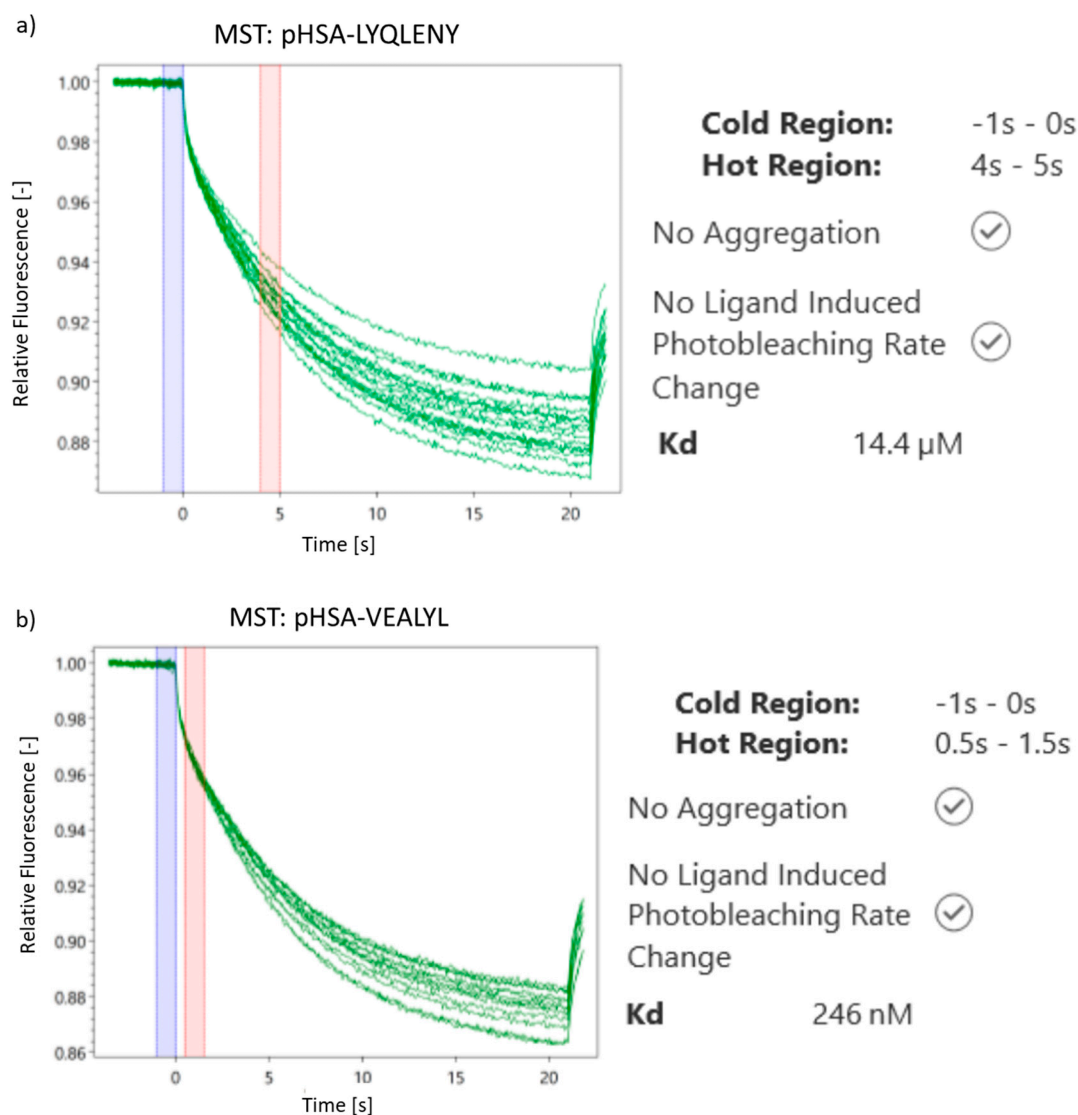 a)
MST: pHSA-LYQLENY
Relative Fluorescence [-]
1.00
0.98
0.96
0.94
0.92
0.90
0.88
0
5
10
15
20
Time [s]
Cold Region: -1s - 0s
Hot Region: 4s - 5s
No Aggregation
No Ligand Induced
Photobleaching Rate
Change
Kd 14.4 µM
b)
MST: pHSA-VEALYL
Relative Fluorescence [-]
1.00
0.98
0.96
0.94
0.92
0.90
0.88
0.86
0
5
10
15
20
Time [s]
Cold Region: -1s - 0s
Hot Region: 0.5s - 1.5s
No Aggregation
No Ligand Induced
Photobleaching Rate
Change
Kd 246 nM